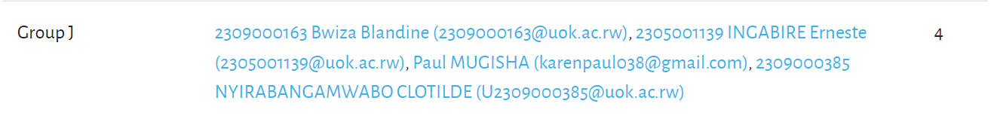 Group J 2309000163 Bwiza Blandine (2309000163@uok.ac.rw), 2305001139 INGABIRE Erneste 4
(2305001139@uok.ac.rw), Paul MUGISHA (karenpaul038@gmail.com), 2309000385
NYIRABANGAMWABO CLOTILDE (U2309000385@uok.ac.rw)